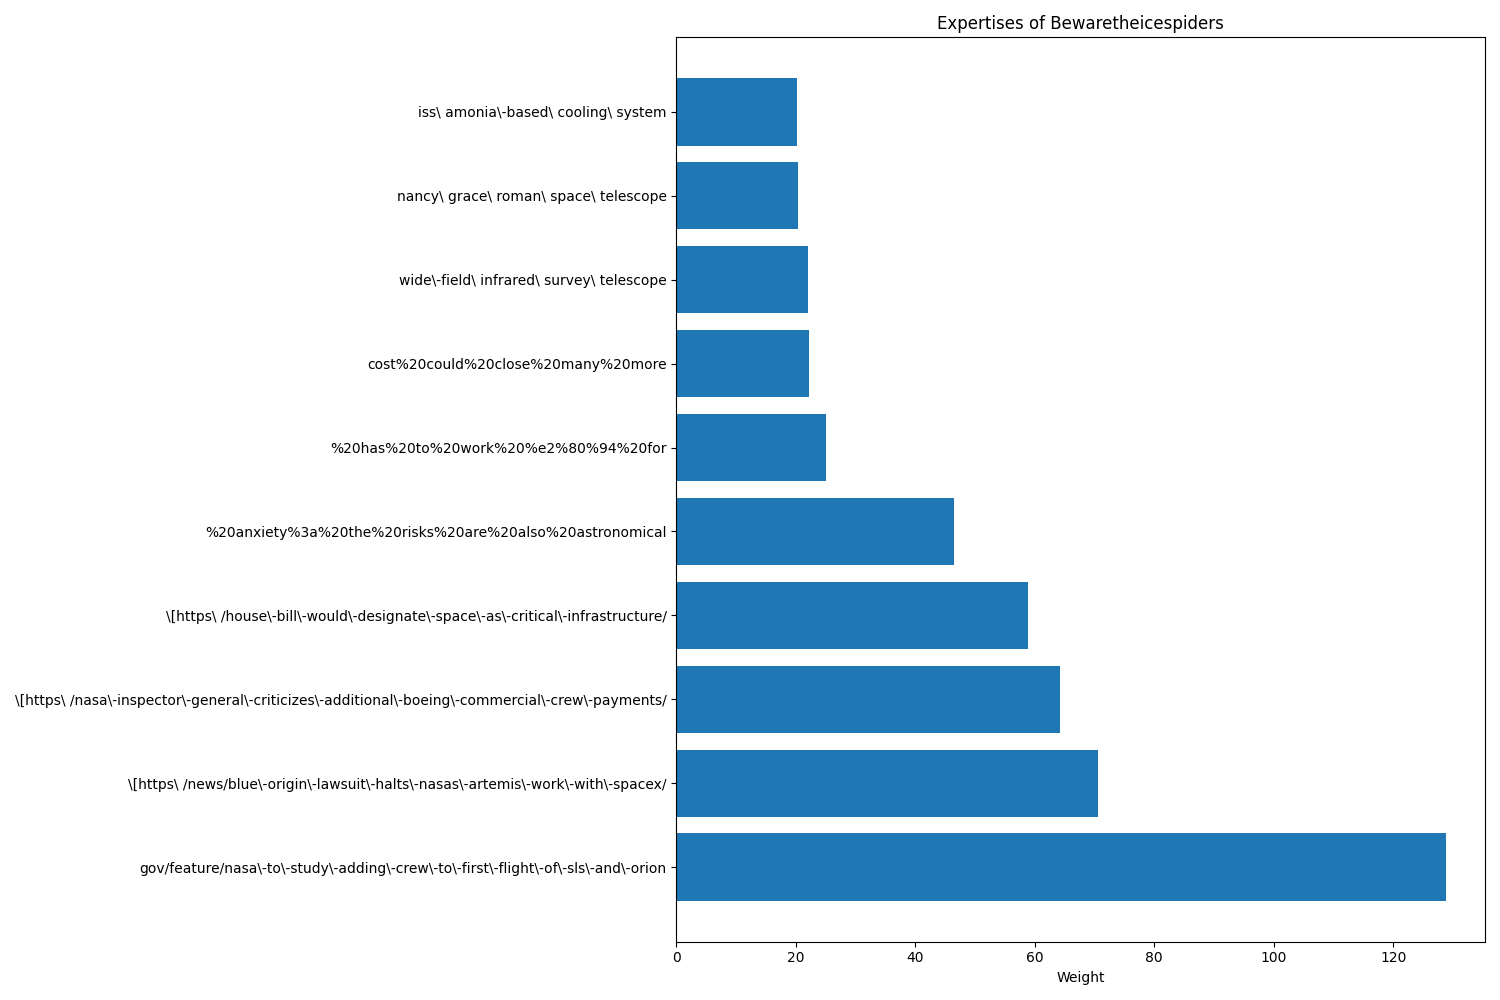 Expertises of Bewaretheicespiders
iss\ amonia\-based\ cooling\ system
nancy\ grace\ roman\ space\ telescope
wide\-field\ infrared\ survey\ telescope
cost%20could%20close%20many%20more
%20has%20to%20work%20%e2%80%94%20for
%20anxiety%3a%20the%20risks%20are%20also%20astronomical
\[https\ /house\-bill\-would\-designate\-space\-as\-critical\-infrastructure/
\[https\ /nasa\-inspector\-general\-criticizes\-additional\-boeing\-commercial\-crew\-payments/
\[https\ /news/blue\-origin\-lawsuit\-halts\-nasas\-artemis\-work\-with\-spacex/
gov/feature/nasa\-to\-study\-adding\-crew\-to\-first\-flight\-of\-sls\-and\-orion
0 20 40 60 80 100 120
Weight